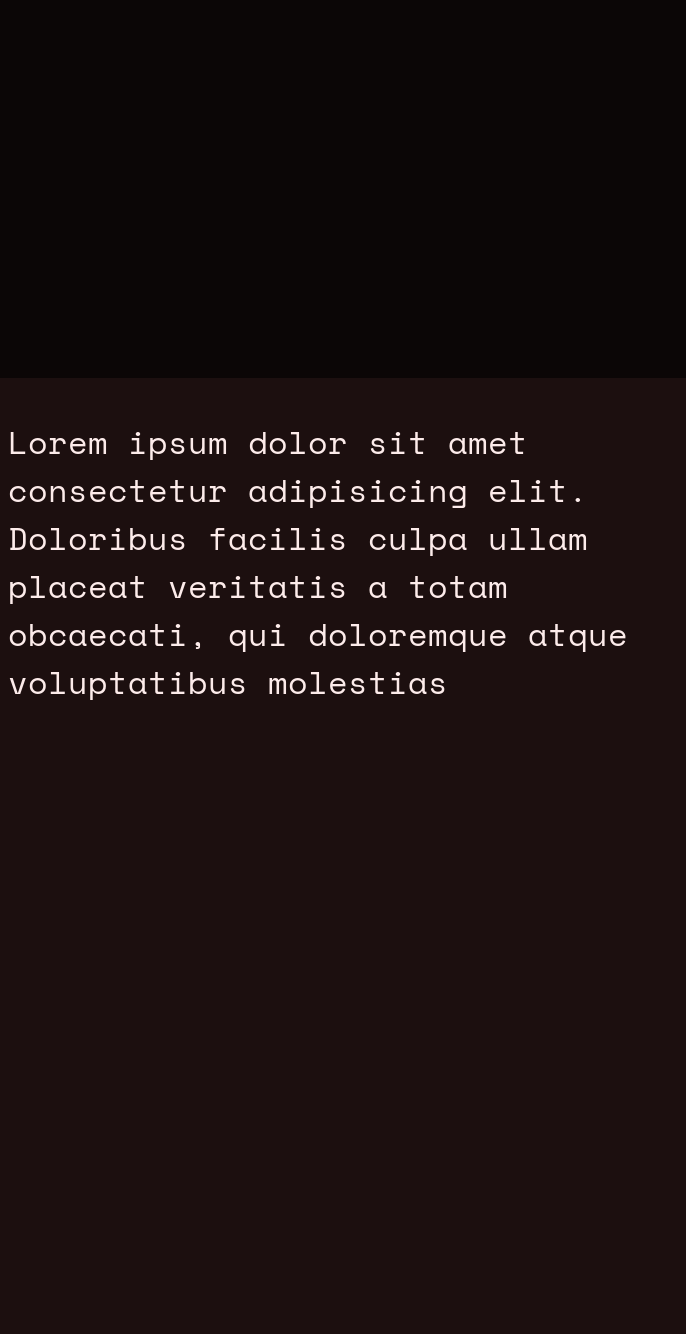 Lorem ipsum dolor sit amet
consectetur adipisicing elit.
Doloribus facilis culpa ullam
placeat veritatis a totam
obcaecati, qui doloremque atque
voluptatibus molestias